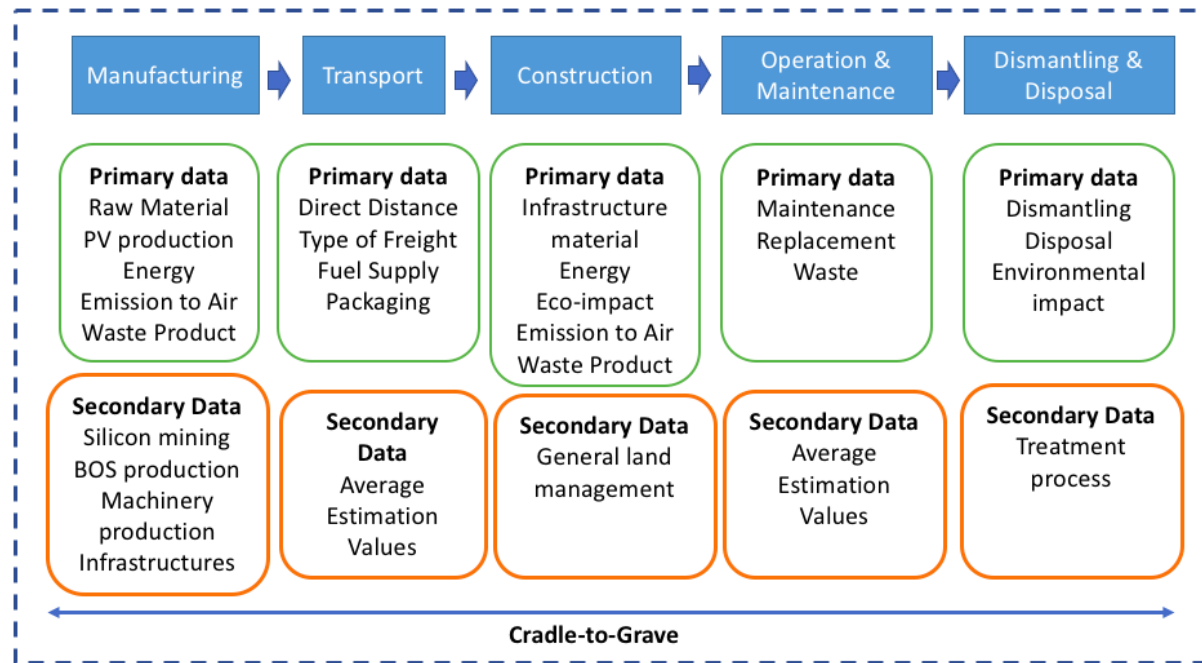 Manufacturing
Transport
Construction
Operation &
Maintenance
Dismantling &
Disposal
Primary data
Raw Material
PV production
Energy
Emission to Air
Waste Product
Primary data
Direct Distance
Type of Freight
Fuel Supply
Packaging
Primary data
Infrastructure
material
Energy
Eco-impact
Emission to Air
Waste Product
Primary data
Maintenance
Replacement
Waste
Primary data
Dismantling
Disposal
Environmental
impact
Secondary Data
Silicon mining
BOS production
Machinery
production
Infrastructures
Secondary
Data
Average
Estimation
Values
Secondary Data
General land
management
Secondary Data
Average
Estimation
Values
Secondary Data
Treatment
process
Cradle-to-Grave